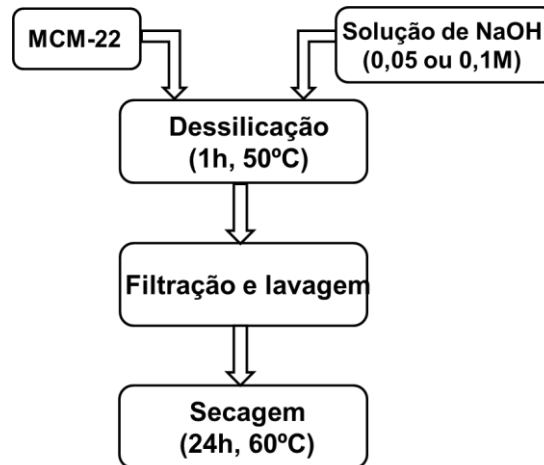 MCM-22
Solução de NaOH
(0,05 ou 0,1M)
Dessilicação
(1h, 50ºC)
Filtração e lavagem
Secagem
(24h, 60ºC)